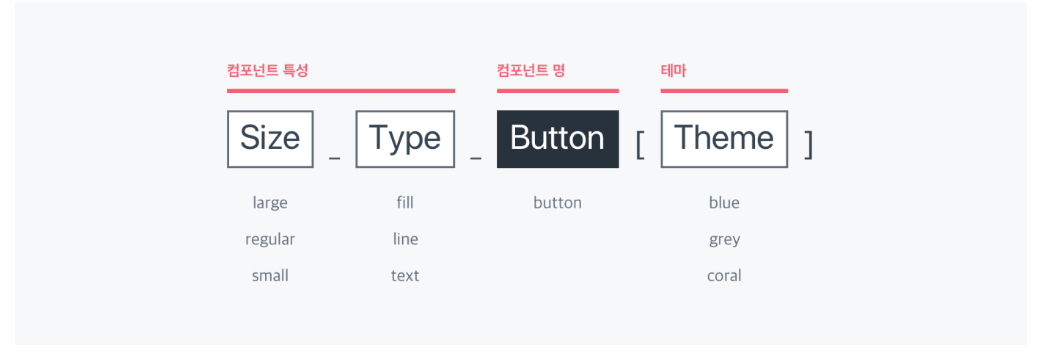 컴포넌트 특성 컴포넌트 명 테마
Size _ Type _ Button [ Theme ]
large fill button blue
regular line grey
small text coral